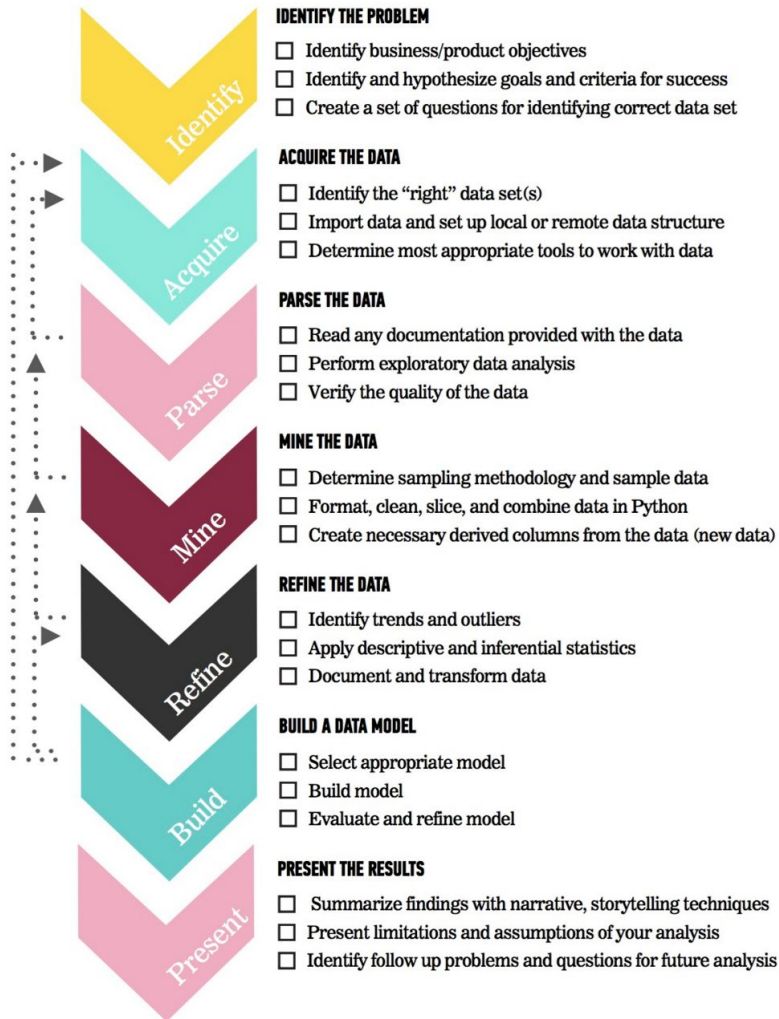 IDENTIFY THE PROBLEM
Identify business/product objectives
Identify and hypothesize goals and criteria for success
Create a set of questions for identifying correct data set
Identify
ACQUIRE THE DATA
Identify the “right” data set(s)
Import data and set up local or remote data structure
Determine most appropriate tools to work with data
Acquire
PARSE THE DATA
Read any documentation provided with the data
Perform exploratory data analysis
Verify the quality of the data
Parse
MINE THE DATA
Determine sampling methodology and sample data
Format, clean, slice, and combine data in Python
Create necessary derived columns from the data (new data)
Mine
REFINE THE DATA
Identify trends and outliers
Apply descriptive and inferential statistics
Document and transform data
Refine
BUILD A DATA MODEL
Select appropriate model
Build model
Evaluate and refine model
Build
PRESENT THE RESULTS
Summarize findings with narrative, storytelling techniques
Present limitations and assumptions of your analysis
Identify follow up problems and questions for future analysis
Present